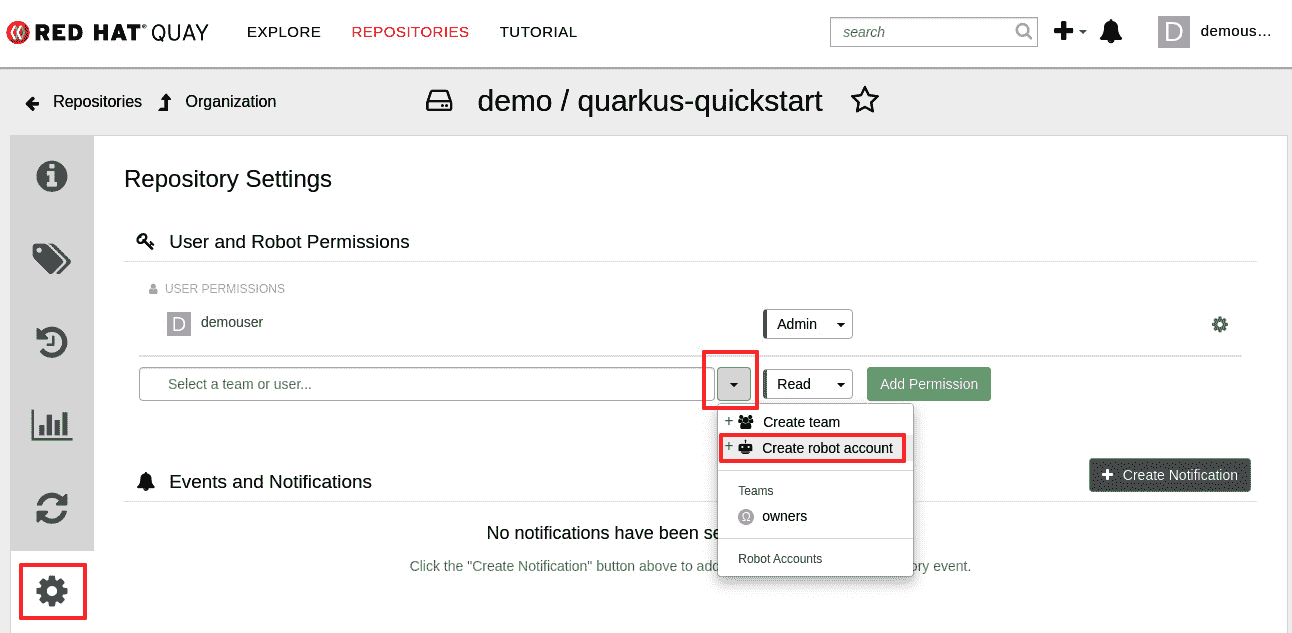 RED HAT® QUAY EXPLORE REPOSITORIES TUTORIAL search D demous...
Repositories Organization demo / quarkus-quickstart
Repository Settings
User and Robot Permissions
USER PERMISSIONS
D demouser Admin
Select a team or user... Read Add Permission
+ Create team
+ Create robot account
Teams
Ω owners
Robot Accounts
Events and Notifications + Create Notification
No notifications have been se
Click the "Create Notification" button above to add ory event.